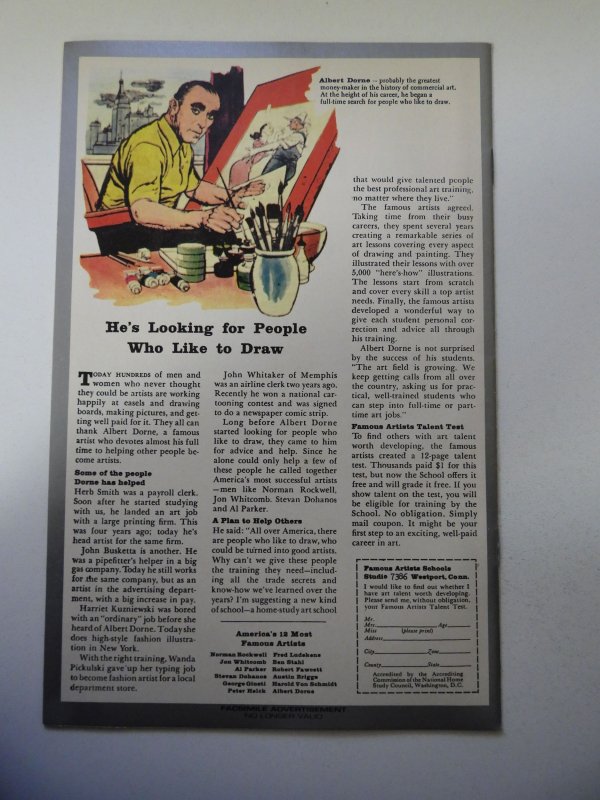 Albert Dorne — probably the greatest
money-maker in the history of commercial art.
At the height of his career, he began a
full-time search for people who like to draw.
He's Looking for People
Who Like to Draw
TODAY HUNDREDS of men and
women who never thought
they could be artists are working
happily at easels and drawing
boards, making pictures, and get-
ting well paid for it. They all can
thank Albert Dorne, a famous
artist who devotes almost his full
time to helping other people be-
come artists.
Some of the people
Dorne has helped
Herb Smith was a payroll clerk.
Soon after he started studying
with us, he landed an art job
with a large printing firm. This
was four years ago; today he's
head artist for the same firm.
John Busketta is another. He
was a pipefitter's helper in a big
gas company. Today he still works
for the same company, but as an
artist in the advertising depart-
ment, with a big increase in pay.
Harriet Kuzniewski was bored
with an "ordinary" job before she
heard of Albert Dorne. Today she
does high-fashion fashion illustra-
tion in New York.
With the right training, Wanda
Pickulski gave up her typing job
to become fashion artist for a local
department store.
John Whitaker of Memphis
was an airline clerk two years ago.
Recently he won a national car-
tooning contest and was signed
to do a newspaper comic strip.
Long before Albert Dorne
started looking for people who
like to draw, they came to him
for advice and help. Since he
alone could only help a few of
these people he called together
America's most successful artists
—men like Norman Rockwell,
Jon Whitcomb, Stevan Dohanos
and Al Parker.
A Plan to Help Others
He said: "All over America, there
are people who like to draw, who
could be turned into good artists.
Why can't we give these people
the training they need—includ-
ing all the trade secrets and
know-how we've learned over the
years? I'm suggesting a new kind
of school—a home-study art school
America's 12 Most
Famous Artists
Norman Rockwell Fred Ludekens
Jon Whitcomb Ben Stahl
Al Parker Robert Fawcett
Stevan Dohanos Austin Briggs
George Giusti Harold Von Schmidt
Peter Helck Albert Dorne
that would give talented people
the best professional art training,
no matter where they live."
The famous artists agreed.
Taking time from their busy
careers, they spent several years
creating a remarkable series of
art lessons covering every aspect
of drawing and painting. They
illustrated their lessons with over
5,000 "here's-how" illustrations.
The lessons start from scratch
and cover every skill a top artist
needs. Finally, the famous artists
developed a wonderful way to
give each student personal cor-
rection and advice all through
his training.
Albert Dorne is not surprised
by the success of his students.
"The art field is growing. We
keep getting calls from all over
the country, asking us for prac-
tical, well-trained students who
can step into full-time or part-
time art jobs."
Famous Artists Talent Test
To find others with art talent
worth developing, the famous
artists created a 12-page talent
test. Thousands paid $1 for this
test, but now the School offers it
free and will grade it free. If you
show talent on the test, you will
be eligible for training by the
School. No obligation. Simply
mail coupon. It might be your
first step to an exciting, well-paid
career in art.
Famous Artists Schools
Studio 7386 Westport, Conn.
I would like to find out whether I
have art talent worth developing.
Please send me, without obligation,
your Famous Artists Talent Test.
Mr.
Mrs. Age
Miss (please print)
Address
City Zone
County State
Accredited by the Accrediting
Commission of the National Home
Study Council, Washington, D.C.
FACSIMILE ADVERTISEMENT
NO LONGER VALID